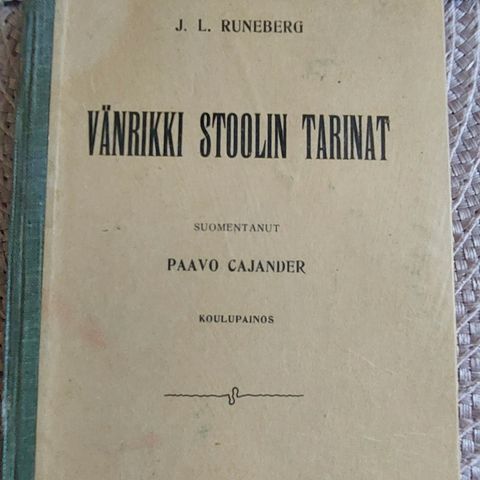 J. L. RUNEBERG
VÄNRIKKI STOOLIN TARINAT
SUOMENTANUT
PAAVO CAJANDER
KOULUPAINOS